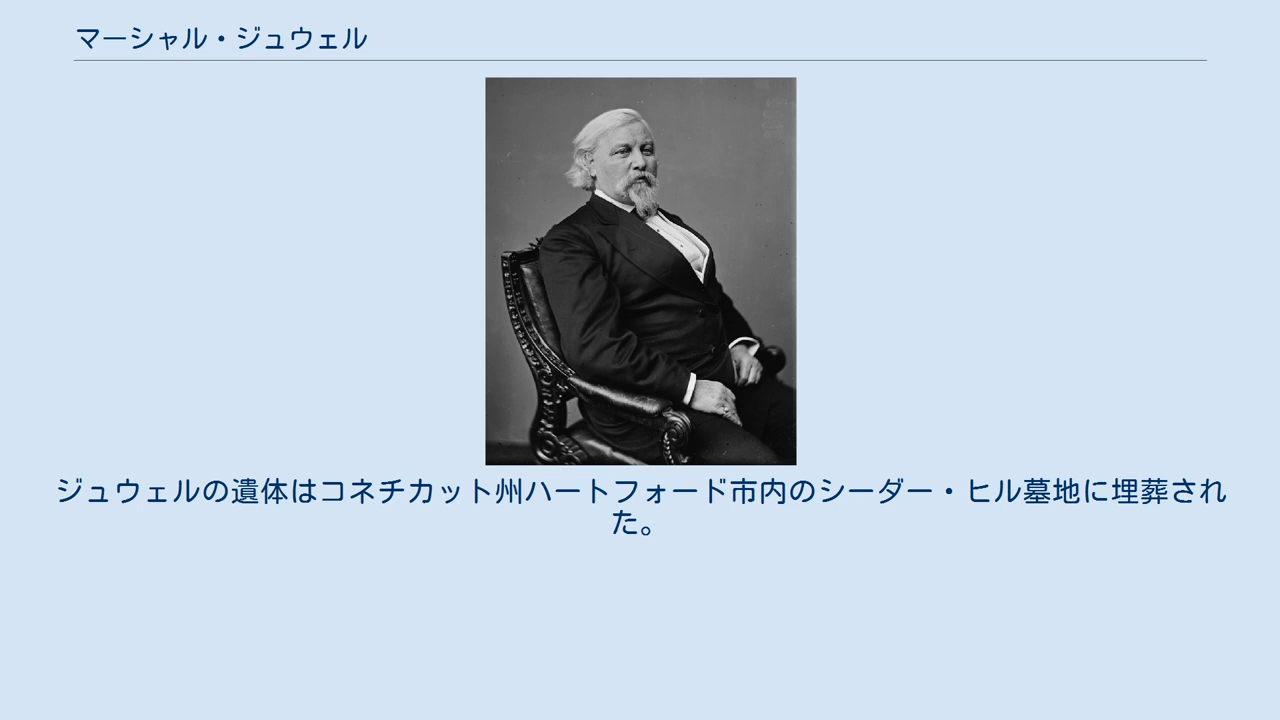 マーシャル・ジュウェル
ジュウェルの遺体はコネチカット州ハートフォード市内のシーダー・ヒル墓地に埋葬され
た。